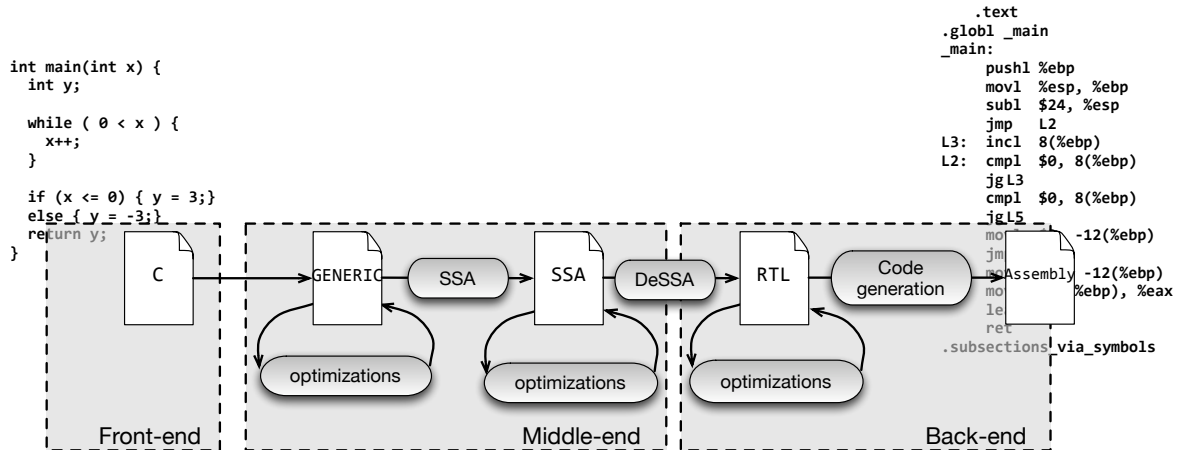 int main(int x) {
int y;
while ( 0 < x ) {
x++;
}
if (x <= 0) { y = 3;}
else { y = -3;}
return y;
}
.text
.globl _main
_main:
pushl %ebp
movl %esp, %ebp
subl $24, %esp
jmp L2
L3: incl 8(%ebp)
L2: cmpl $0, 8(%ebp)
jg L3
cmpl $0, 8(%ebp)
jg L5
-12(%ebp)
jm
-12(%ebp)
%ebp), %eax
le
ret
.subsections_via_symbols
C
GENERIC
SSA
SSA
DeSSA
RTL
Code
generation
Assembly
optimizations
optimizations
optimizations
Front-end
Middle-end
Back-end